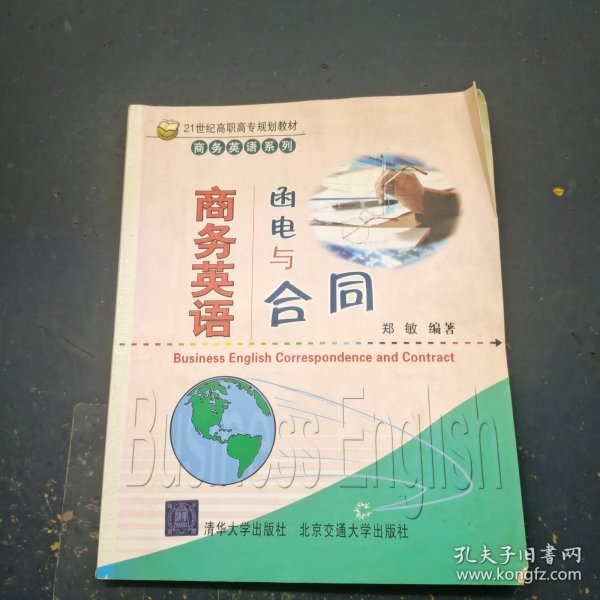 21世纪高职高专规划教材
商务英语系列
商务英语
函电与
合同
郑 敏 编著
Business English Correspondence and Contract
Business English
清华大学出版社 北京交通大学出版社
孔夫子旧书网
www.kongfz.com